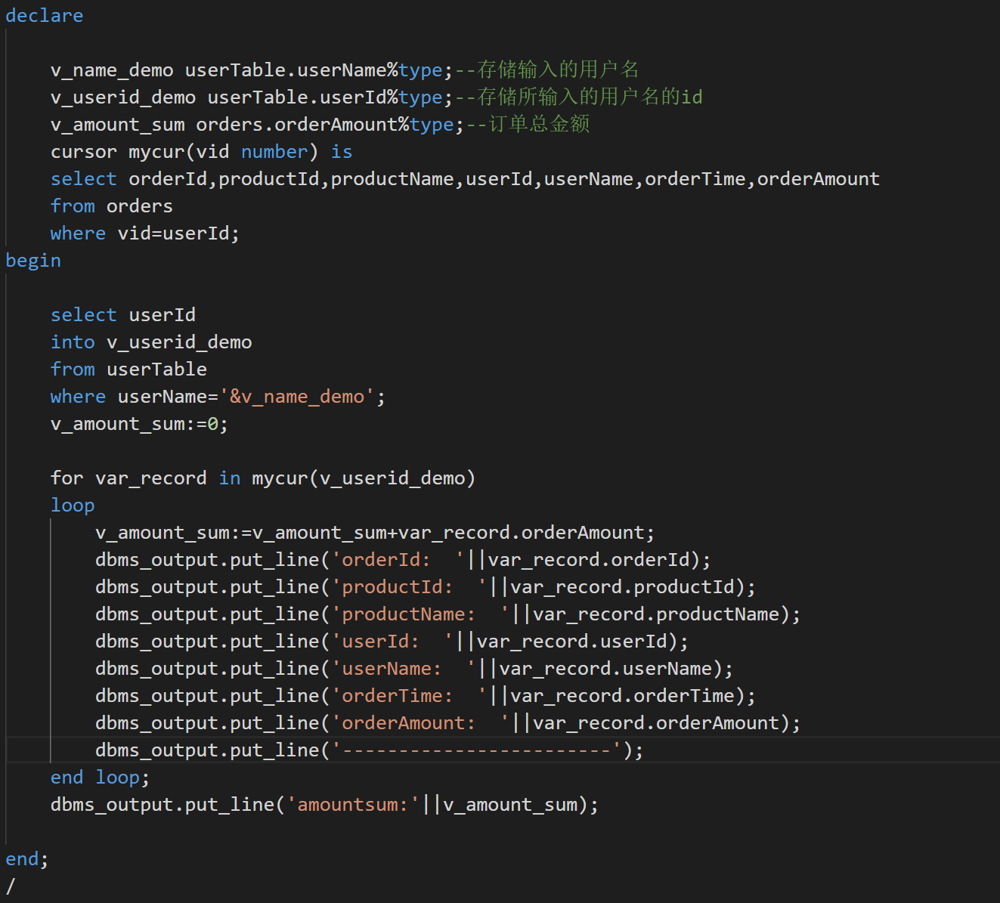 declare
v_name_demo userTable.userName%type;--存储输入的用户名
v_userid_demo userTable.userId%type;--存储所输入的用户名的id
v_amount_sum orders.orderAmount%type;--订单总金额
cursor mycur(vid number) is
select orderId,productId,productName,userId,userName,orderTime,orderAmount
from orders
where vid=userId;
begin
select userId
into v_userid_demo
from userTable
where userName='&v_name_demo';
v_amount_sum:=0;
for var_record in mycur(v_userid_demo)
loop
v_amount_sum:=v_amount_sum+var_record.orderAmount;
dbms_output.put_line('orderId:  '||var_record.orderId);
dbms_output.put_line('productId:  '||var_record.productId);
dbms_output.put_line('productName:  '||var_record.productName);
dbms_output.put_line('userId:  '||var_record.userId);
dbms_output.put_line('userName:  '||var_record.userName);
dbms_output.put_line('orderTime:  '||var_record.orderTime);
dbms_output.put_line('orderAmount:  '||var_record.orderAmount);
dbms_output.put_line('------------------------');
end loop;
dbms_output.put_line('amountsum:'||v_amount_sum);
end;
/